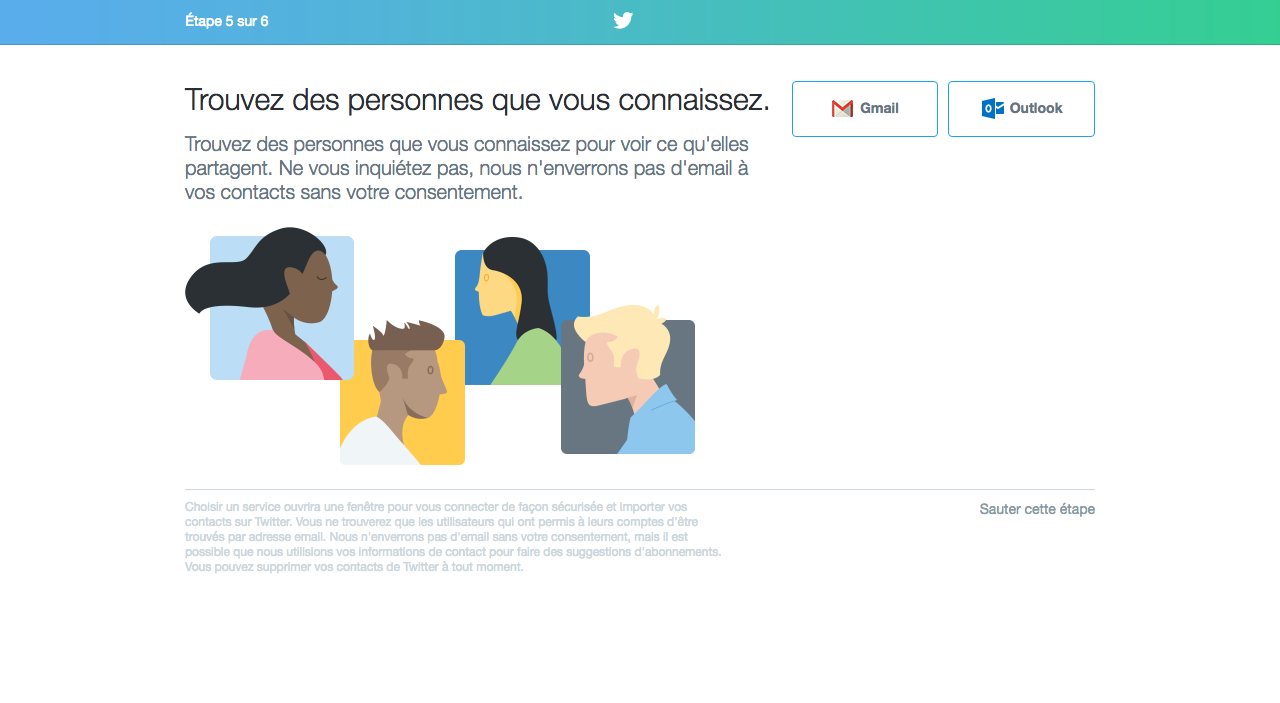 Étape 5 sur 6
Trouvez des personnes que vous connaissez.
Gmail
Outlook
Trouvez des personnes que vous connaissez pour voir ce qu'elles
partagent. Ne vous inquiétez pas, nous n'enverrons pas d'email à
vos contacts sans votre consentement.
Choisir un service ouvrira une fenêtre pour vous connecter de façon sécurisée et importer vos
contacts sur Twitter. Vous ne trouverez que les utilisateurs qui ont permis à leurs comptes d'être
trouvés par adresse email. Nous n'enverrons pas d'email sans votre consentement, mais il est
possible que nous utilisions vos informations de contact pour faire des suggestions d'abonnements.
Vous pouvez supprimer vos contacts de Twitter à tout moment.
Sauter cette étape